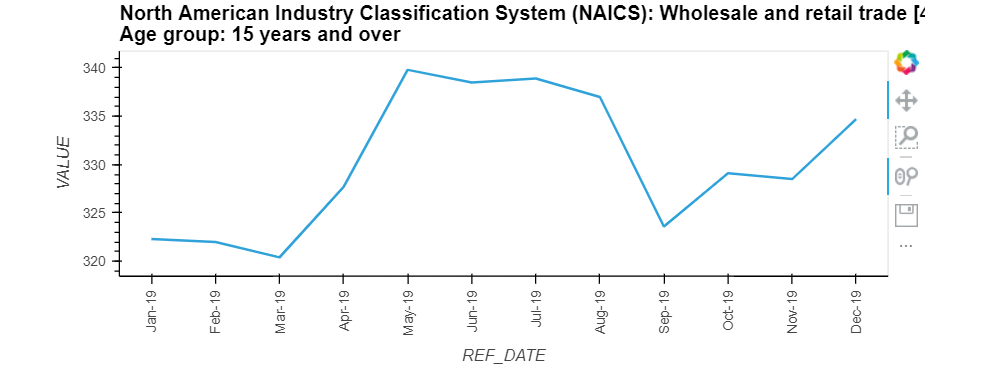 North American Industry Classification System (NAICS): Wholesale and retail trade [4
Age group: 15 years and over
340
335
330
325
320
VALUE
Jan-19
Feb-19
Mar-19
Apr-19
May-19
Jun-19
Jul-19
Aug-19
Sep-19
Oct-19
Nov-19
Dec-19
REF_DATE